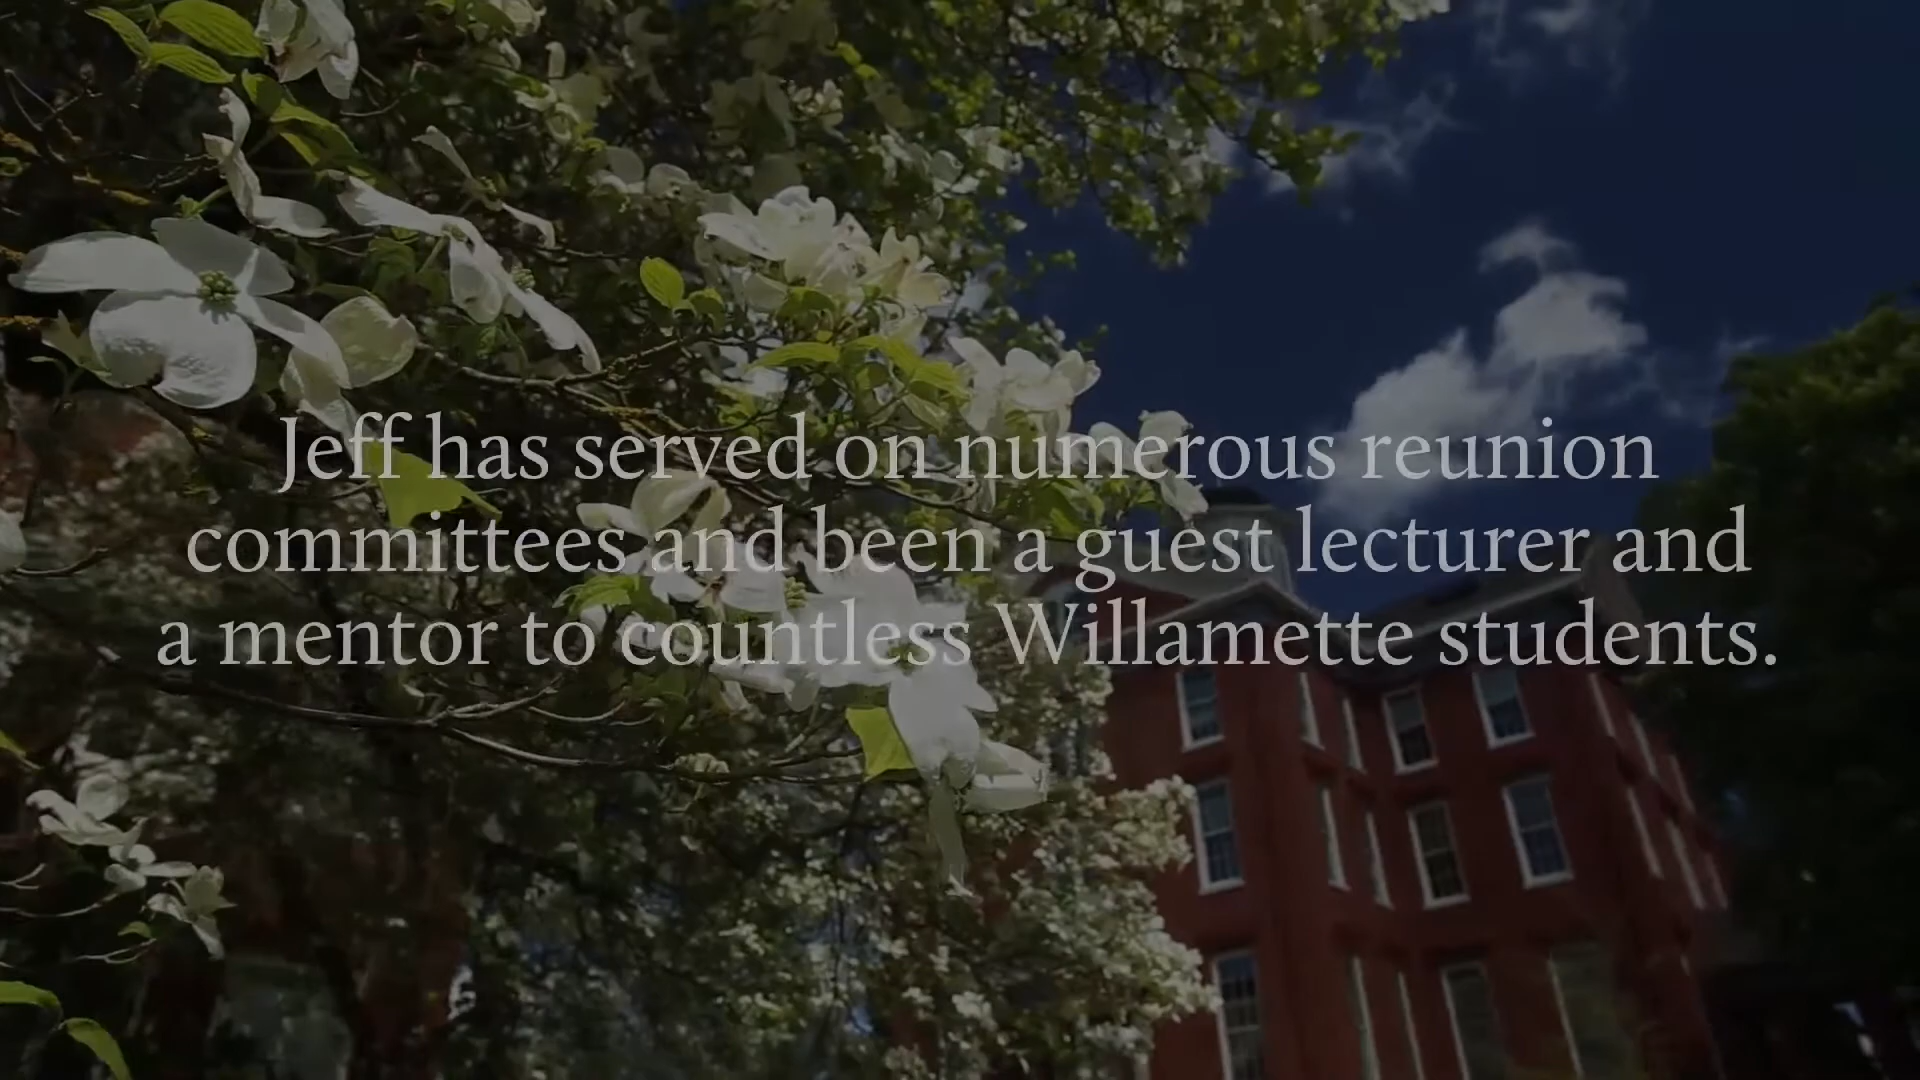 Jeff has served on numerous reunion
committees and been a guest lecturer and
a mentor to countless Willamette students.